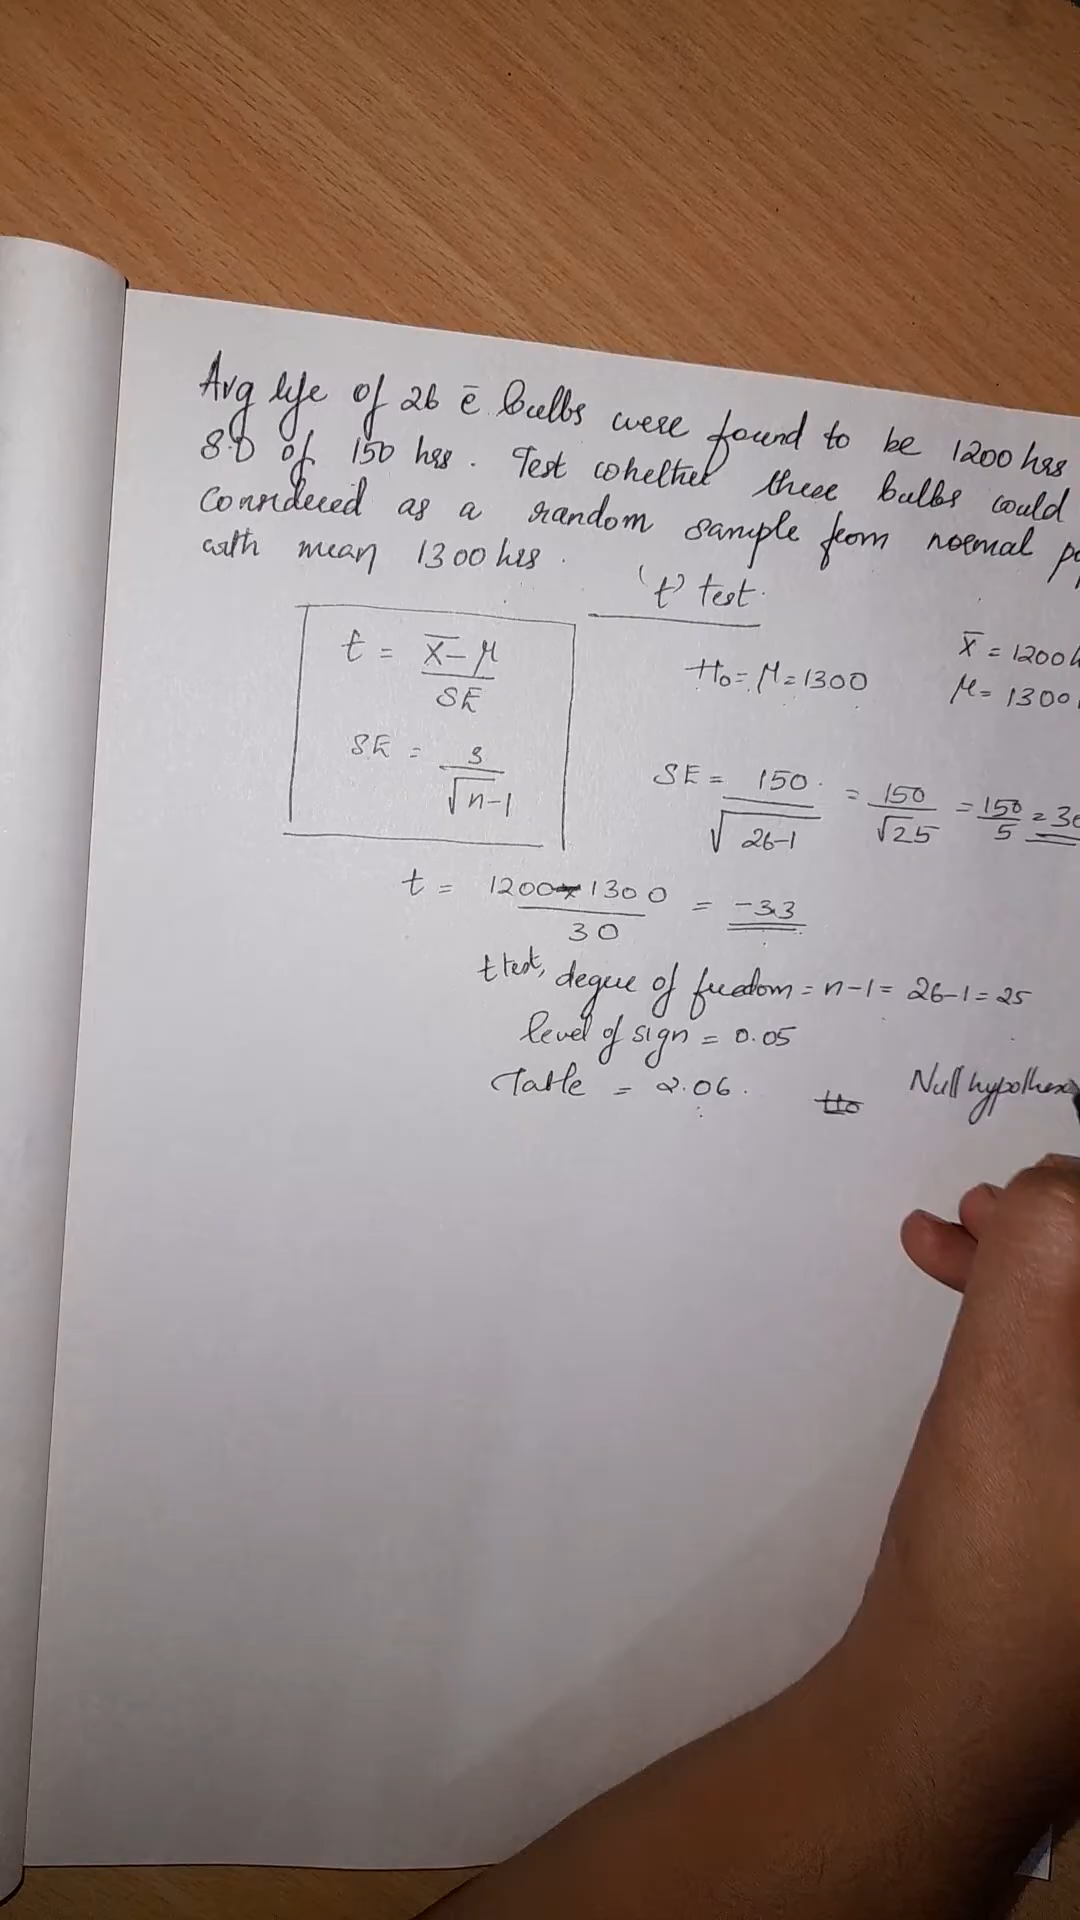 Avg life of 26 ē bulbs were found to be 1200 hrs
S.D of 150 hrs. Test whether these bulbs could
considered as a random sample from normal
with mean 1300 hrs.
't' test.
t = X̄ - μ / SE
SE = s / √n-1
H₀ = μ = 1300
X̄ = 1200
μ = 1300
SE = 150 / √26-1 = 150 / √25 = 150 / 5 = 30
t = 1200 - 1300 / 30 = -3.3
t test, degree of freedom = n-1 = 26-1 = 25
level of sign = 0.05
Table = 2.06.
Null hypothes